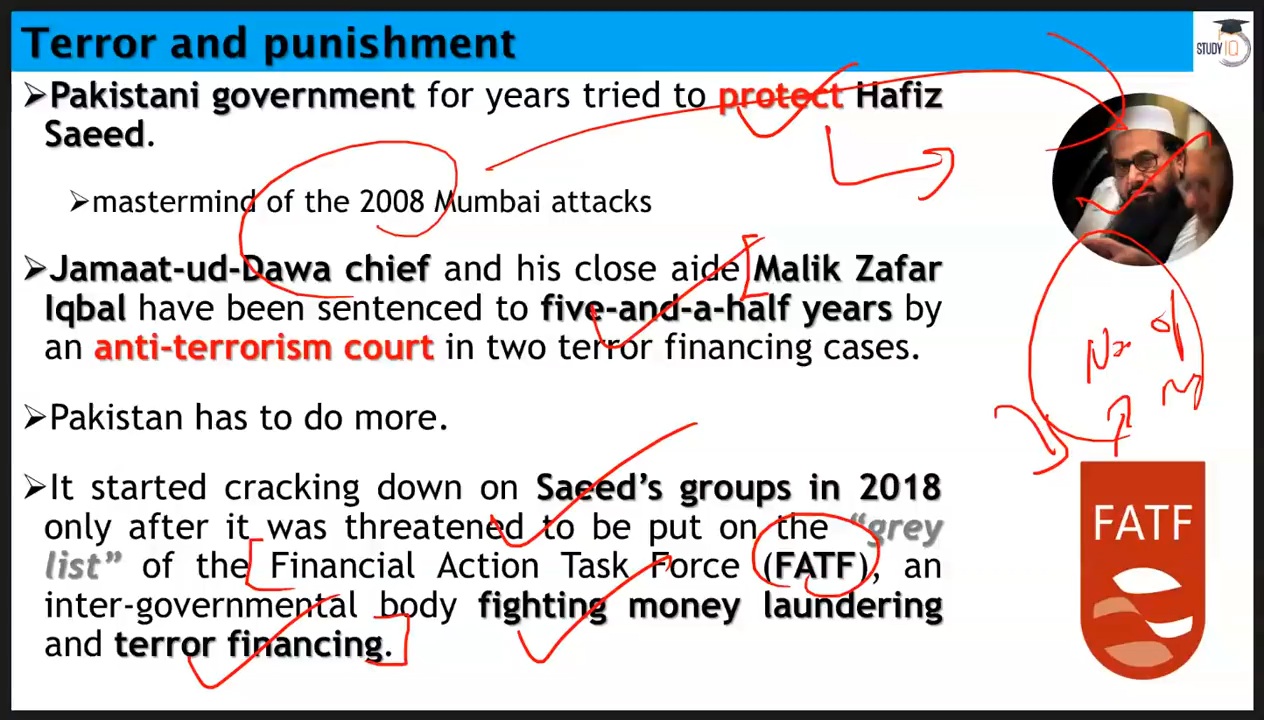 Terror and punishment
STUDY IQ
➢Pakistani government for years tried to protect Hafiz
Saeed.
➢mastermind of the 2008 Mumbai attacks
➢Jamaat-ud-Dawa chief and his close aide Malik Zafar
Iqbal have been sentenced to five-and-a-half years by
an anti-terrorism court in two terror financing cases.
➢Pakistan has to do more.
➢It started cracking down on Saeed's groups in 2018
only after it was threatened to be put on the “grey
list” of the Financial Action Task Force (FATF), an
inter-governmental body fighting money laundering
and terror financing.
FATF